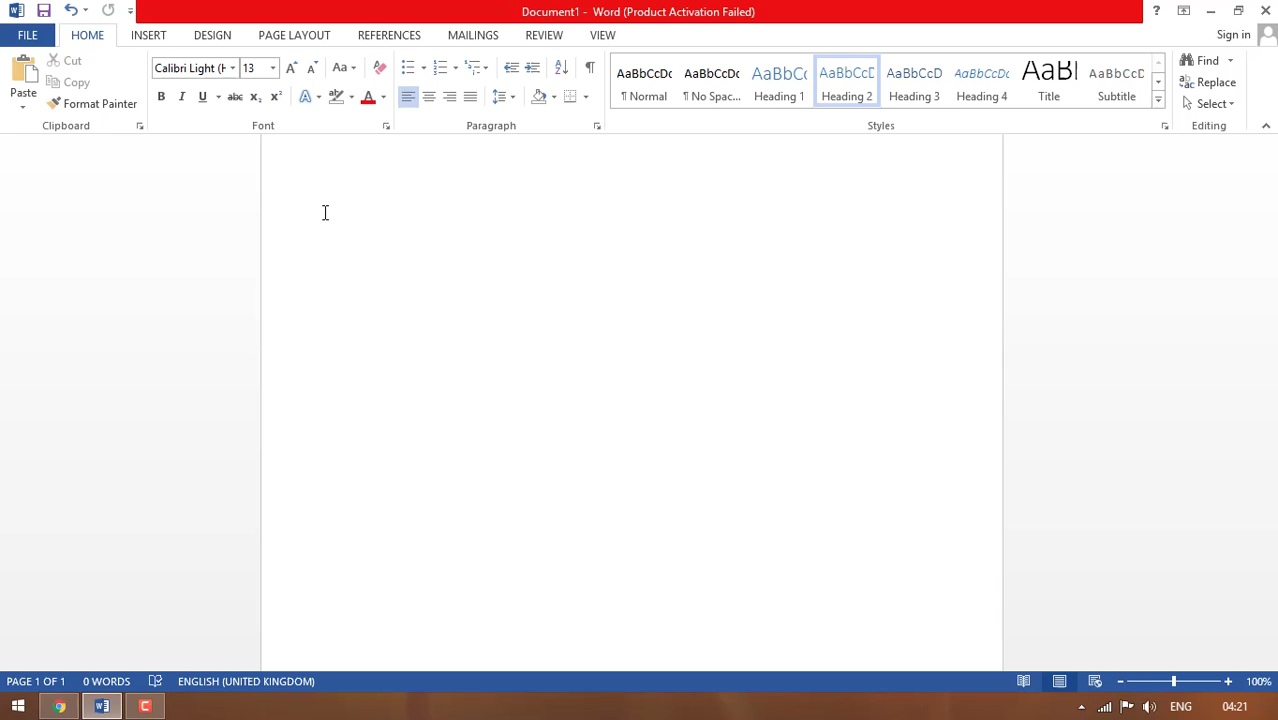 Document1 - Word (Product Activation Failed)
FILE HOME INSERT DESIGN PAGE LAYOUT REFERENCES MAILINGS REVIEW VIEW Sign in
Paste
Cut
Copy
Format Painter
Clipboard
Calibri Light (H 13
Font
Paragraph
AaBbCcDc AaBbCcDc AaBbCc AaBbCcD AaBbCcD AaBbCcDc AaBl AaBbCcD
¶ Normal ¶ No Spac... Heading 1 Heading 2 Heading 3 Heading 4 Title Subtitle
Styles
Find
Replace
Select
Editing
PAGE 1 OF 1 0 WORDS ENGLISH (UNITED KINGDOM) 100%
ENG 04:21